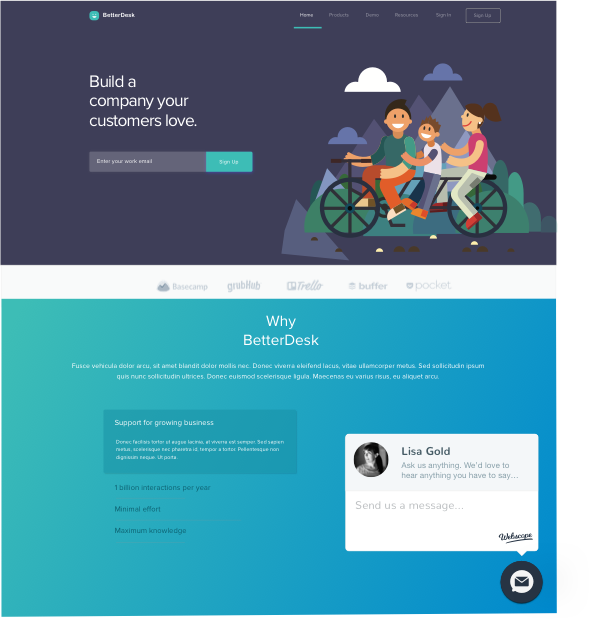 BetterDesk
Home Products Demo Resources Sign In Sign Up
Build a
company your
customers love.
Enter your work email Sign Up
Basecamp GRUBHUB Trello buffer pocket
Why
BetterDesk
Fusce vehicula dolor arcu, sit amet blandit dolor mollis nec. Donec viverra eleifend lacus, vitae ullamcorper metus. Sed sollicitudin ipsum
quis nunc sollicitudin ultrices. Donec euismod scelerisque ligula. Maecenas eu varius risus, eu aliquet arcu.
Support for growing business
Donec facilisis tortor ut augue lacinia, at viverra est semper. Sed sapien
metus, scelerisque nec pharetra id, tempor a tortor. Pellentesque non
dignissim neque. Ut porta
1 billion interactions per year
Minimal effort
Maximum knowledge
Lisa Gold
Ask us anything. We'd love to
hear anything you have to say...
Send us a message...
Webscope